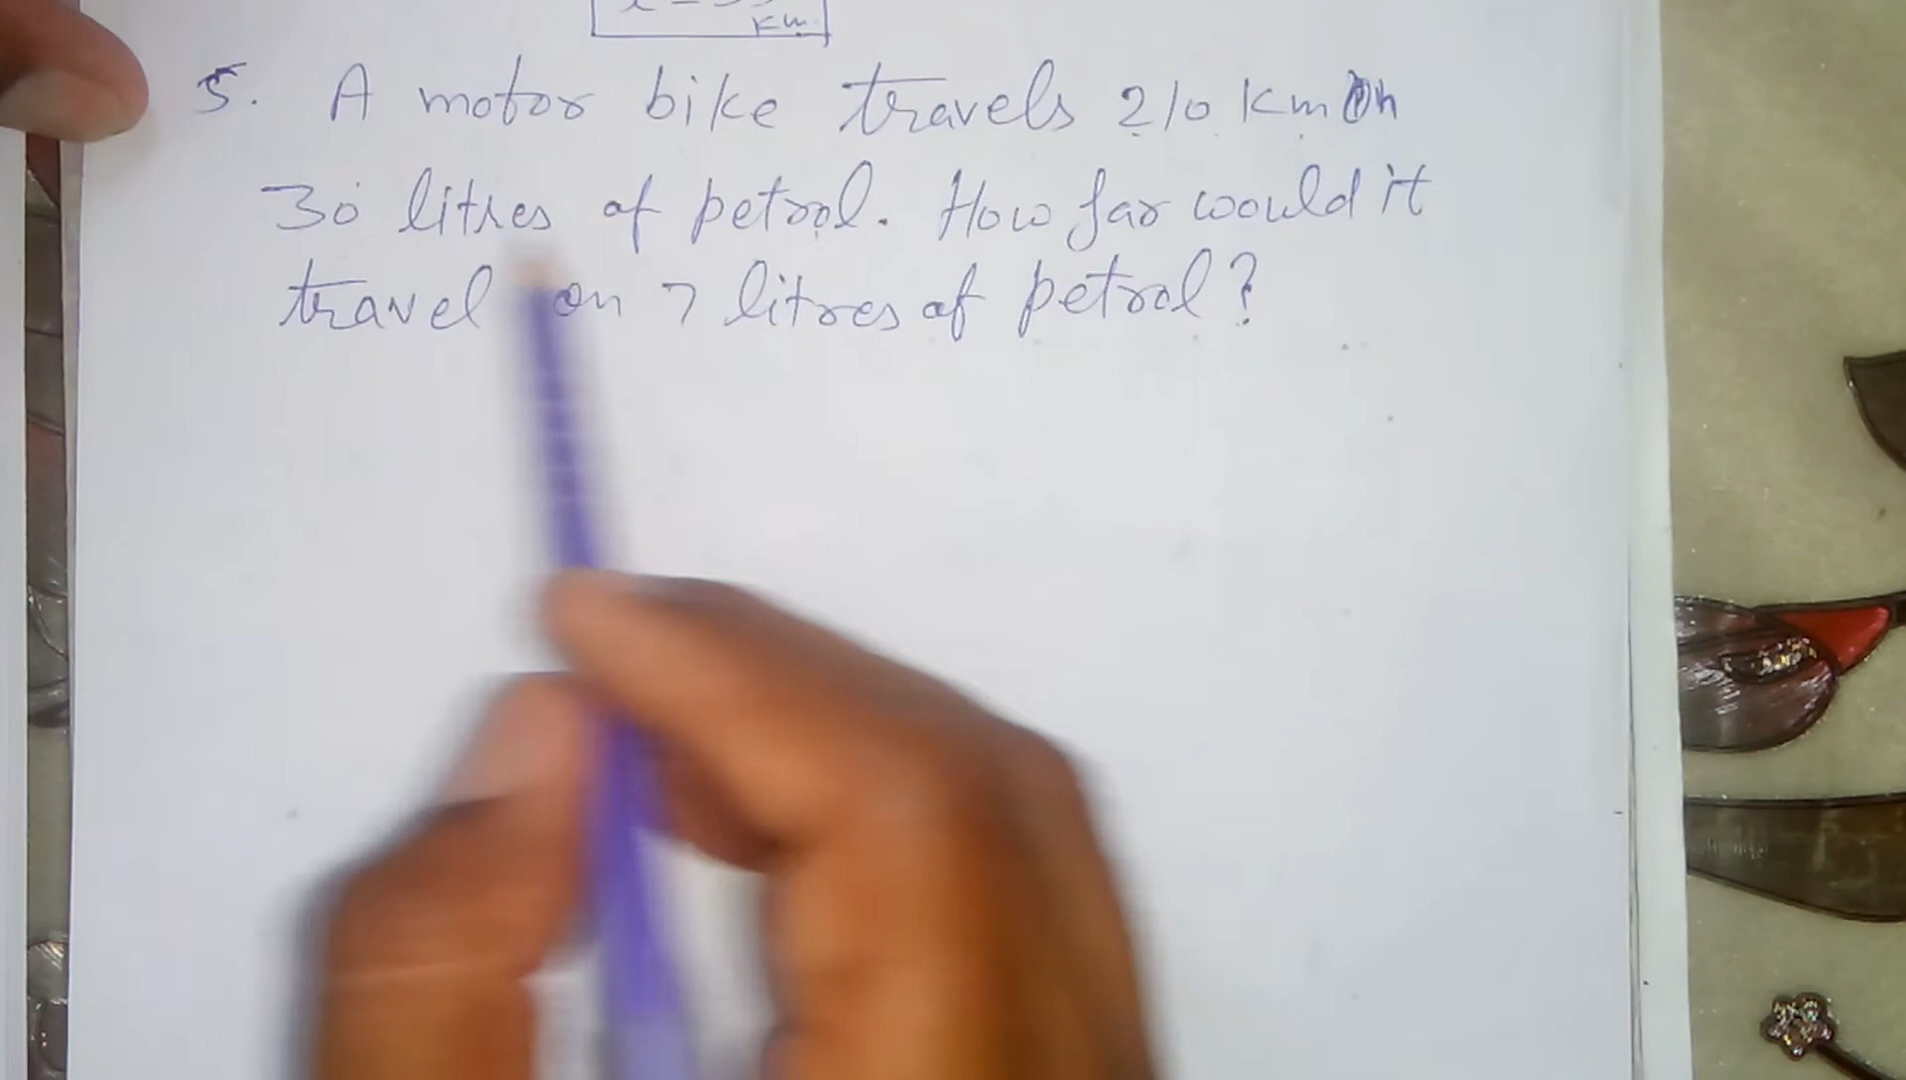 km.
5. A motor bike travels 210 Km On
30 litres of petrol. How far would it
travel on 7 litres of petrol?